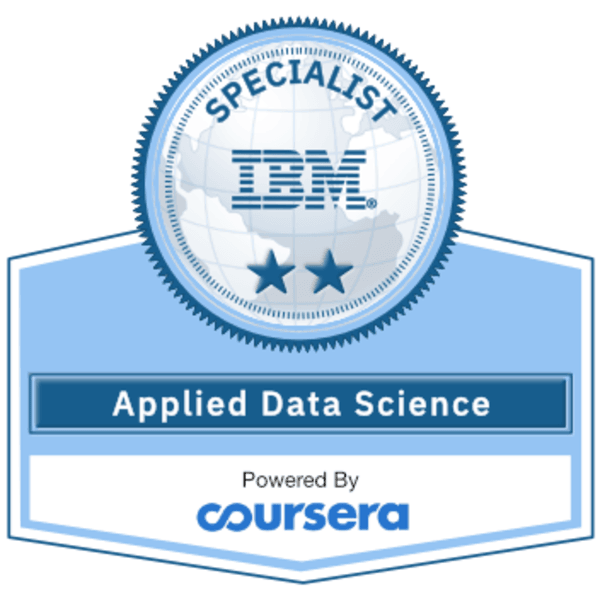 SPECIALIST
IBM®
Applied Data Science
Powered By
coursera